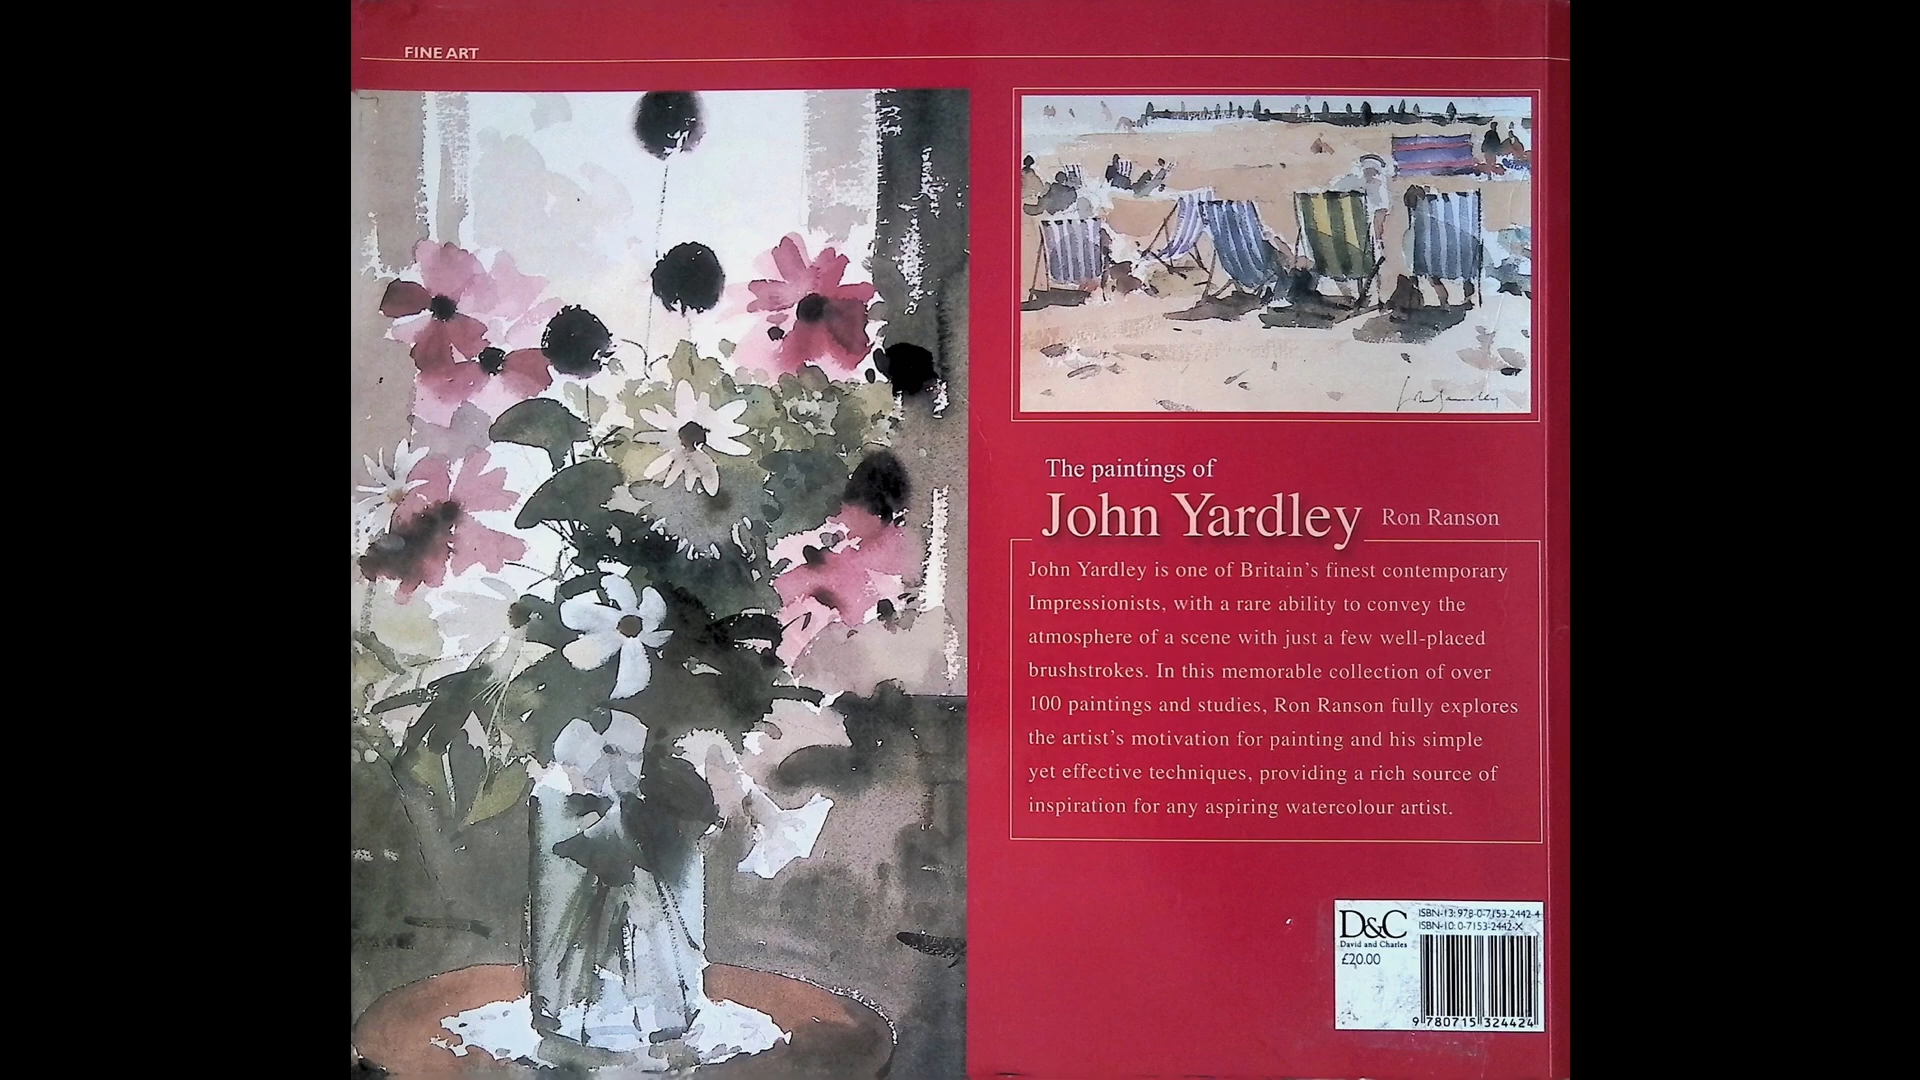 FINE ART
The paintings of
John Yardley Ron Ranson
John Yardley is one of Britain's finest contemporary
Impressionists, with a rare ability to convey the
atmosphere of a scene with just a few well-placed
brushstrokes. In this memorable collection of over
100 paintings and studies, Ron Ranson fully explores
the artist's motivation for painting and his simple
yet effective techniques, providing a rich source of
inspiration for any aspiring watercolour artist.
D&C
David and Charles
£20.00
ISBN-13: 978-0-7153-2442-4
ISBN-10: 0-7153-2442-X
9 780715 324424